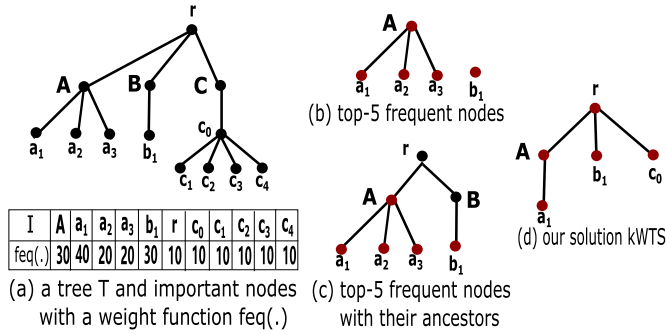 r
A
B
C
a1 a2 a3
b1
c0
c1 c2 c3 c4
I A a1 a2 a3 b1 r c0 c1 c2 c3 c4
feq(.) 30 40 20 20 30 10 10 10 10 10 10
(a) a tree T and important nodes
with a weight function feq(.)
A
a1 a2 a3 b1
(b) top-5 frequent nodes
r
A
B
a1 a2 a3 b1
(c) top-5 frequent nodes
with their ancestors
r
A
b1
c0
a1
(d) our solution kWTS